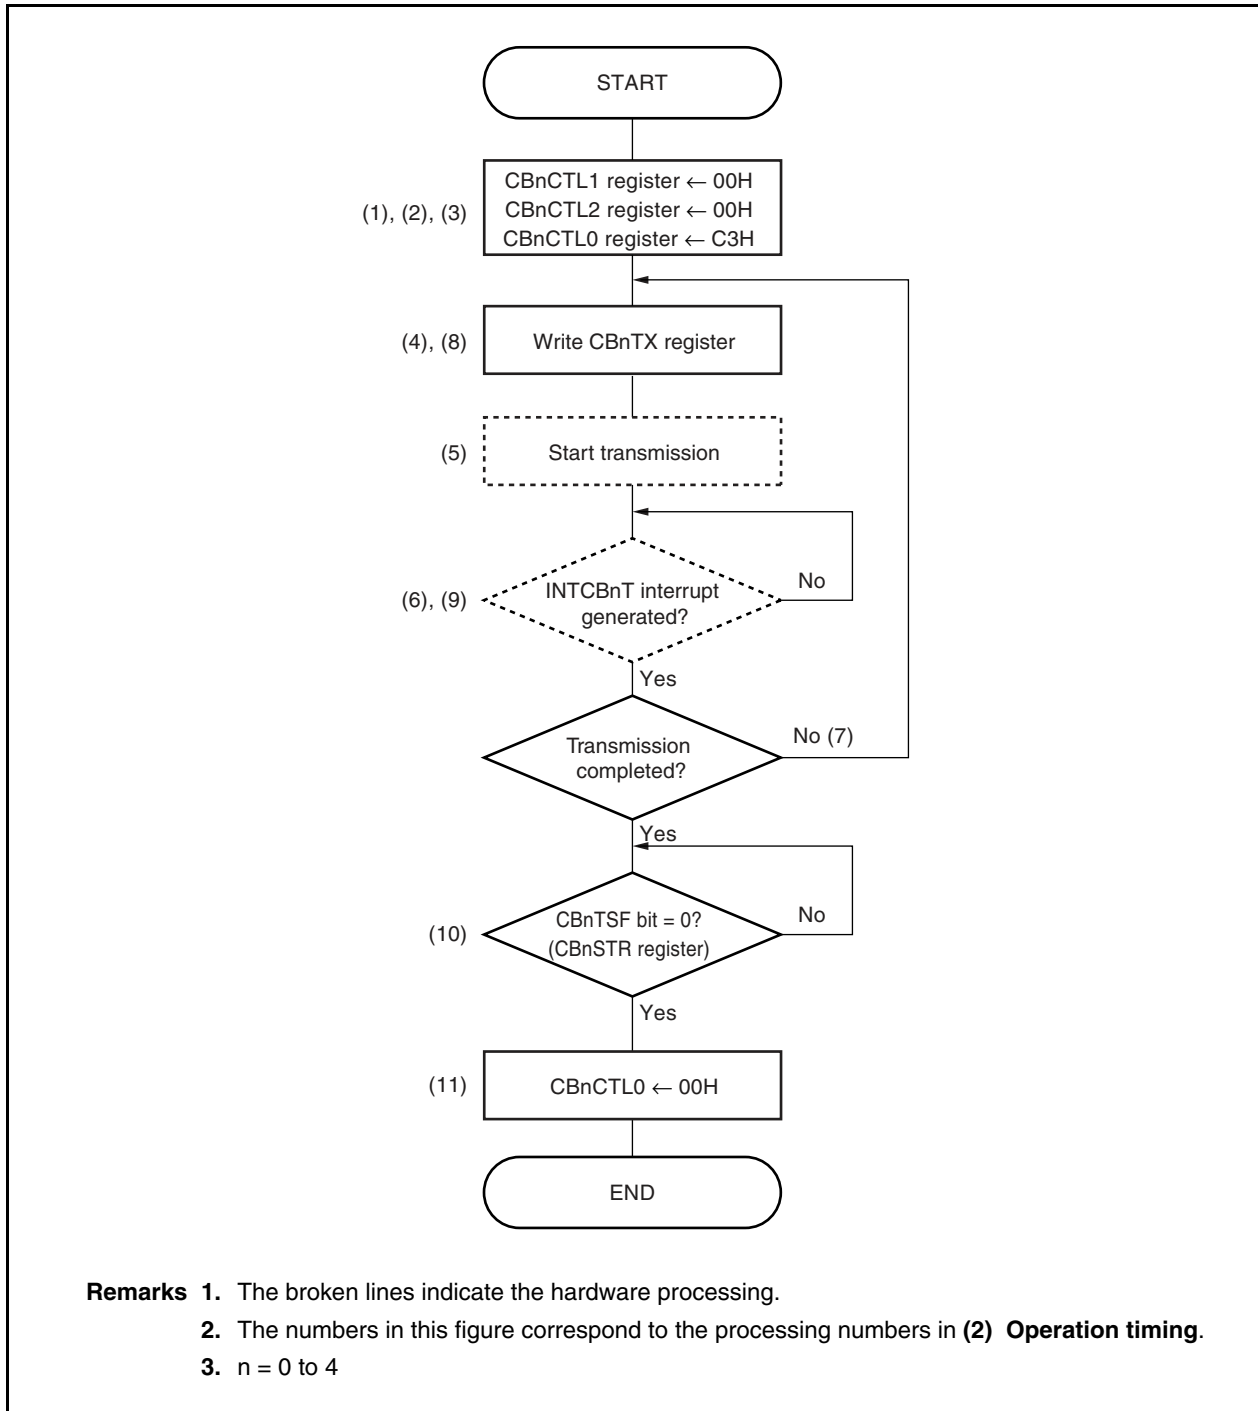 START
CBnCTL1 register ← 00H
(1), (2), (3) CBnCTL2 register ← 00H
CBnCTL0 register ← C3H
(4), (8) Write CBnTX register
(5) Start transmission
INTCBnT interrupt No
(6), (9) generated?
Yes
No (7)
Transmission
completed?
Yes
CBnTSF bit = 0? No
(10) (CBnSTR register)
Yes
(11) CBnCTL0 ← 00H
END
Remarks 1. The broken lines indicate the hardware processing.
2. The numbers in this figure correspond to the processing numbers in (2) Operation timing.
3. n = 0 to 4